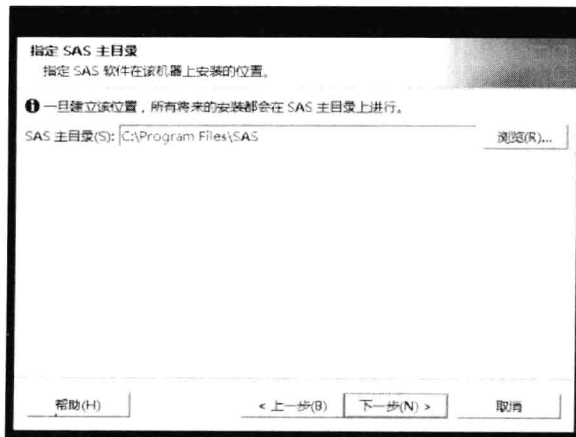 指定 SAS 主目录
指定 SAS 软件在该机器上安装的位置。
一旦建立该位置，所有将来的安装都会在 SAS 主目录上进行。
SAS 主目录(S): C:\Program Files\SAS 浏览(R)...
帮助(H) < 上一步(B) 下一步(N) > 取消